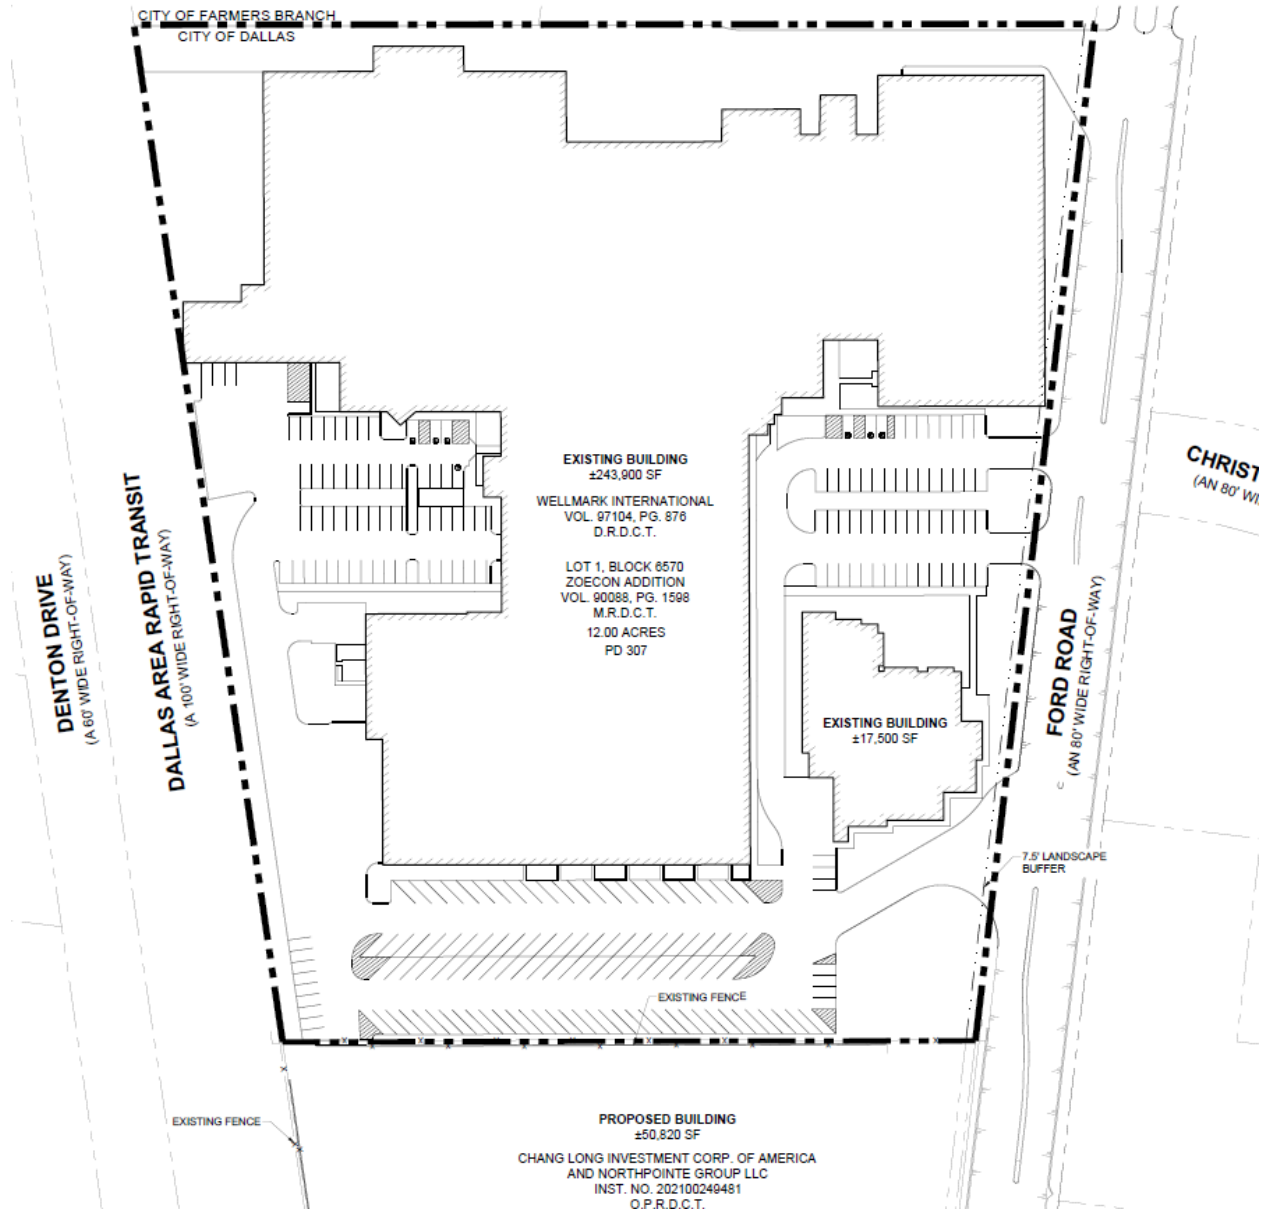 CITY OF FARMERS BRANCH
CITY OF DALLAS
EXISTING BUILDING
±243,900 SF
WELLMARK INTERNATIONAL
VOL. 97104, PG. 876
D.R.D.C.T.
LOT 1, BLOCK 6570
ZOECON ADDITION
VOL. 90088, PG. 1598
M.R.D.C.T.
12.00 ACRES
PD 307
CHRIST
(AN 80' WI
DENTON DRIVE
(A 60' WIDE RIGHT-OF-WAY)
DALLAS AREA RAPID TRANSIT
(A 100' WIDE RIGHT-OF-WAY)
FORD ROAD
(AN 80' WIDE RIGHT-OF-WAY)
EXISTING BUILDING
±17,500 SF
7.5' LANDSCAPE
BUFFER
EXISTING FENCE
EXISTING FENCE
PROPOSED BUILDING
±50,820 SF
CHANG LONG INVESTMENT CORP. OF AMERICA
AND NORTHPOINTE GROUP LLC
INST. NO. 202100249481
O.P.R.D.C.T.